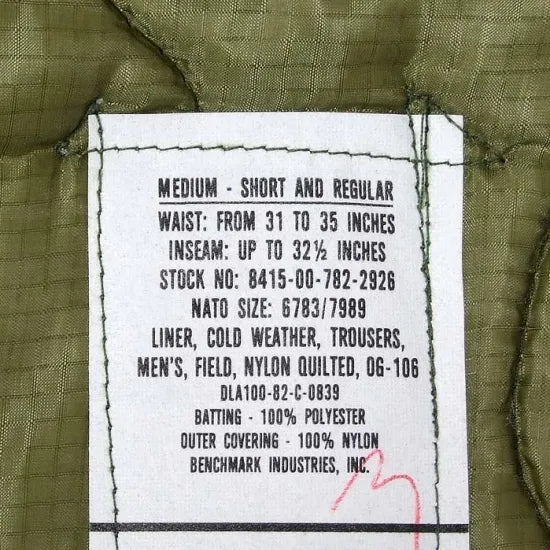 MEDIUM - SHORT AND REGULAR
WAIST: FROM 31 TO 35 INCHES
INSEAM: UP TO 32½ INCHES
STOCK NO: 8415-00-782-2926
NATO SIZE: 6783/7989
LINER, COLD WEATHER, TROUSERS,
MEN'S, FIELD, NYLON QUILTED, OG-106
DLA100-82-C-0839
BATTING - 100% POLYESTER
OUTER COVERING - 100% NYLON
BENCHMARK INDUSTRIES, INC.